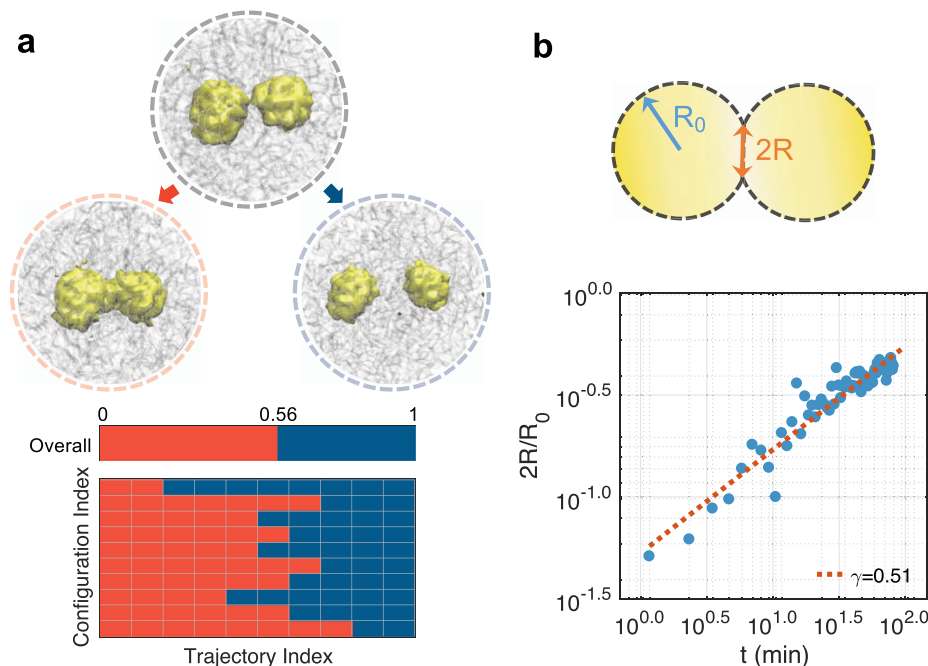 a
0 0.56 1
Overall
Configuration Index
Trajectory Index
b
R₀
2R
10^0.0
10^-0.5
10^-1.0
10^-1.5
2R/R₀
γ=0.51
10^0.0 10^0.5 10^1.0 10^1.5 10^2.0
t (min)